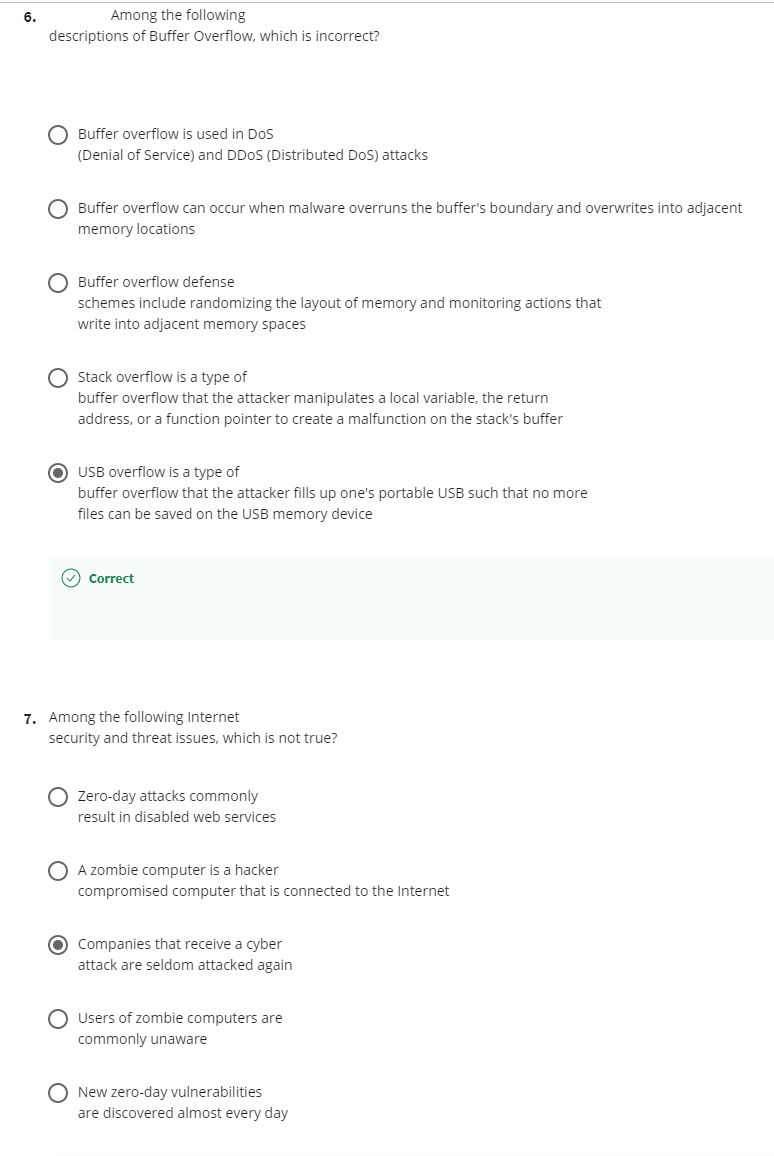 6. Among the following
descriptions of Buffer Overflow, which is incorrect?
Buffer overflow is used in DoS
(Denial of Service) and DDoS (Distributed DoS) attacks
Buffer overflow can occur when malware overruns the buffer's boundary and overwrites into adjacent
memory locations
Buffer overflow defense
schemes include randomizing the layout of memory and monitoring actions that
write into adjacent memory spaces
Stack overflow is a type of
buffer overflow that the attacker manipulates a local variable, the return
address, or a function pointer to create a malfunction on the stack's buffer
USB overflow is a type of
buffer overflow that the attacker fills up one's portable USB such that no more
files can be saved on the USB memory device
Correct
7. Among the following Internet
security and threat issues, which is not true?
Zero-day attacks commonly
result in disabled web services
A zombie computer is a hacker
compromised computer that is connected to the Internet
Companies that receive a cyber
attack are seldom attacked again
Users of zombie computers are
commonly unaware
New zero-day vulnerabilities
are discovered almost every day